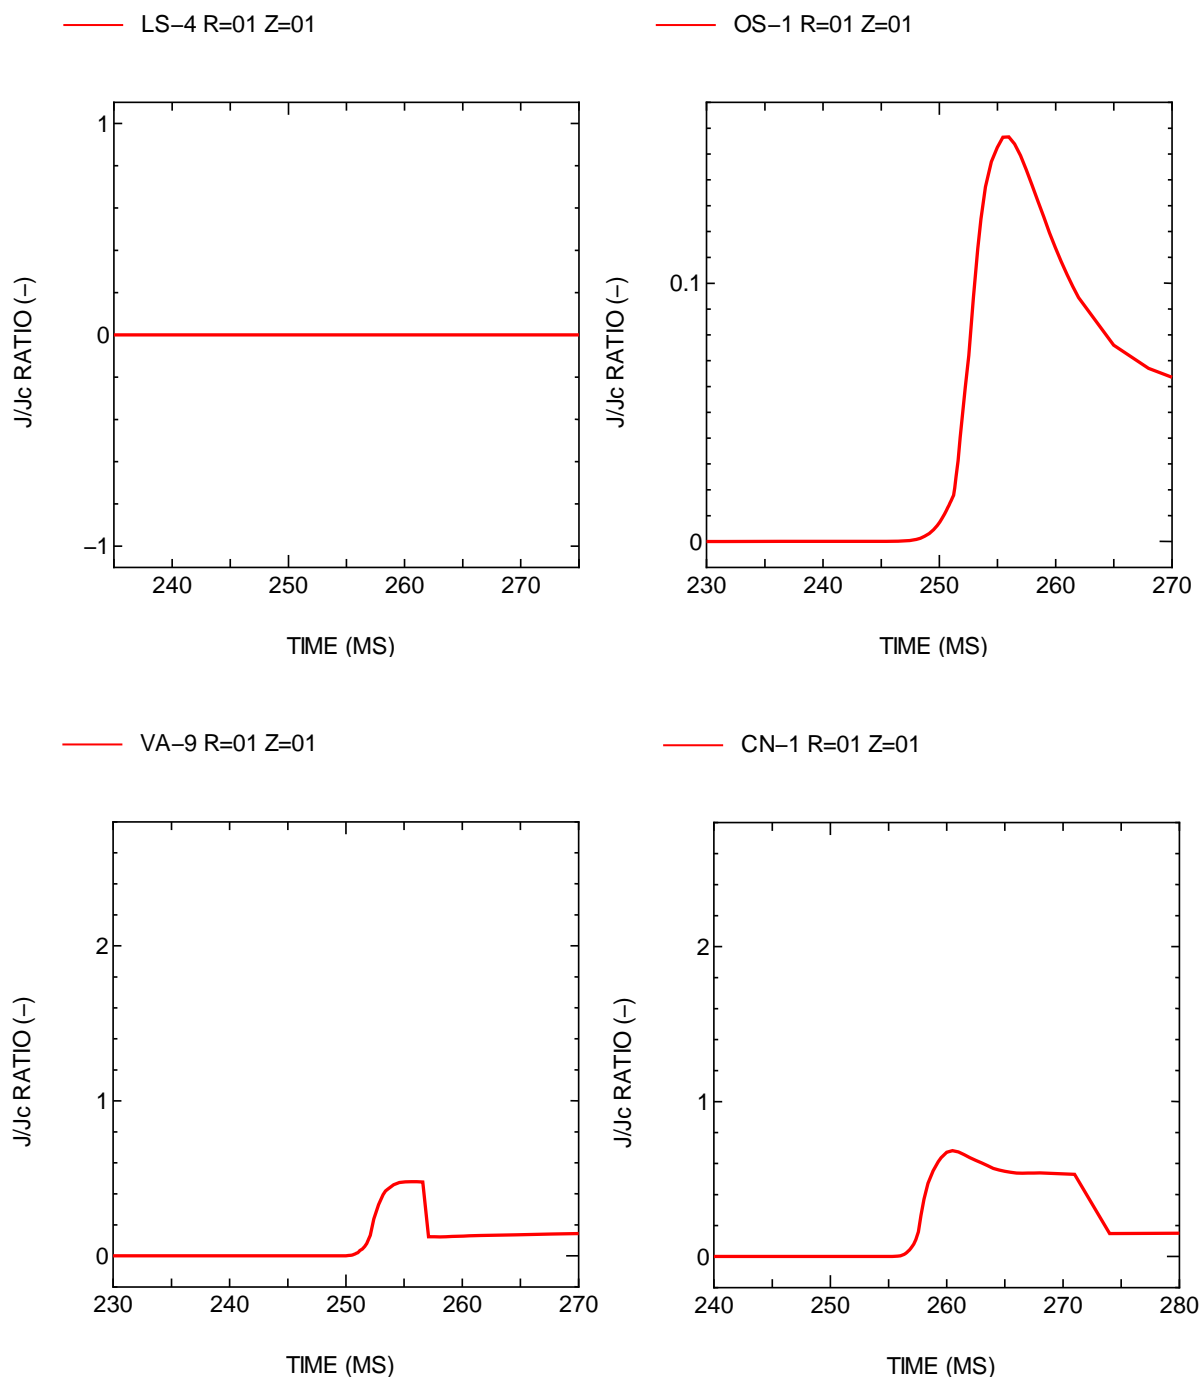 LS−4 R=01 Z=01
1
0
−1
J/Jc RATIO (−)
240 250 260 270
TIME (MS)
OS−1 R=01 Z=01
0.1
0
J/Jc RATIO (−)
230 240 250 260 270
TIME (MS)
VA−9 R=01 Z=01
2
1
0
J/Jc RATIO (−)
230 240 250 260 270
TIME (MS)
CN−1 R=01 Z=01
2
1
0
J/Jc RATIO (−)
240 250 260 270 280
TIME (MS)